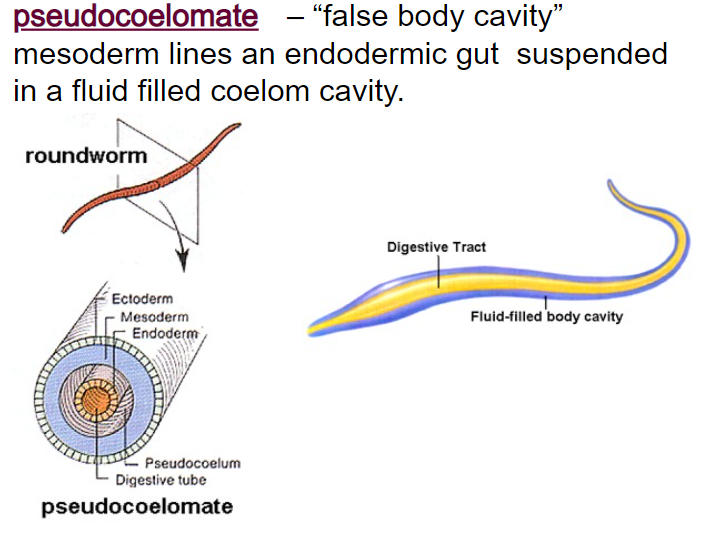 pseudocoelomate – “false body cavity”
mesoderm lines an endodermic gut suspended
in a fluid filled coelom cavity.
roundworm
Digestive Tract
Fluid-filled body cavity
Ectoderm
Mesoderm
Endoderm
Pseudocoelum
Digestive tube
pseudocoelomate